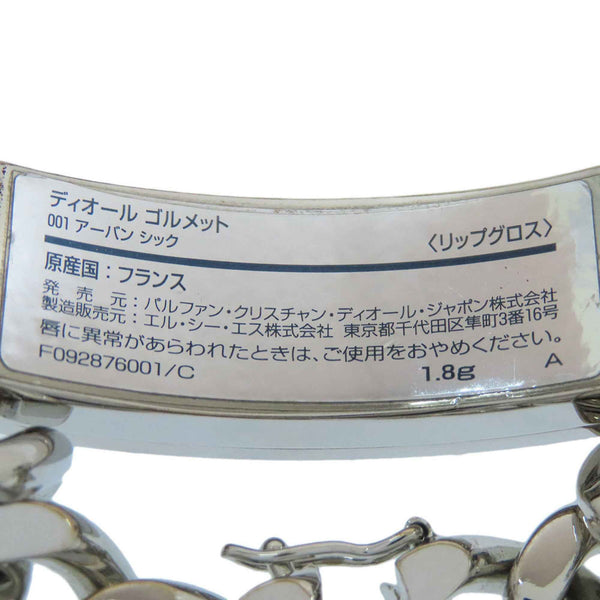 ディオール ゴルメット
001 アーバン シック
〈リップグロス〉
原産国：フランス
発売元：パルファン・クリスチャン・ディオール・ジャポン株式会社
製造販売元：エル・シー・エス株式会社 東京都千代田区隼町3番16号
唇に異常があらわれたときは、ご使用をおやめください。
F092876001/C 1.8g A